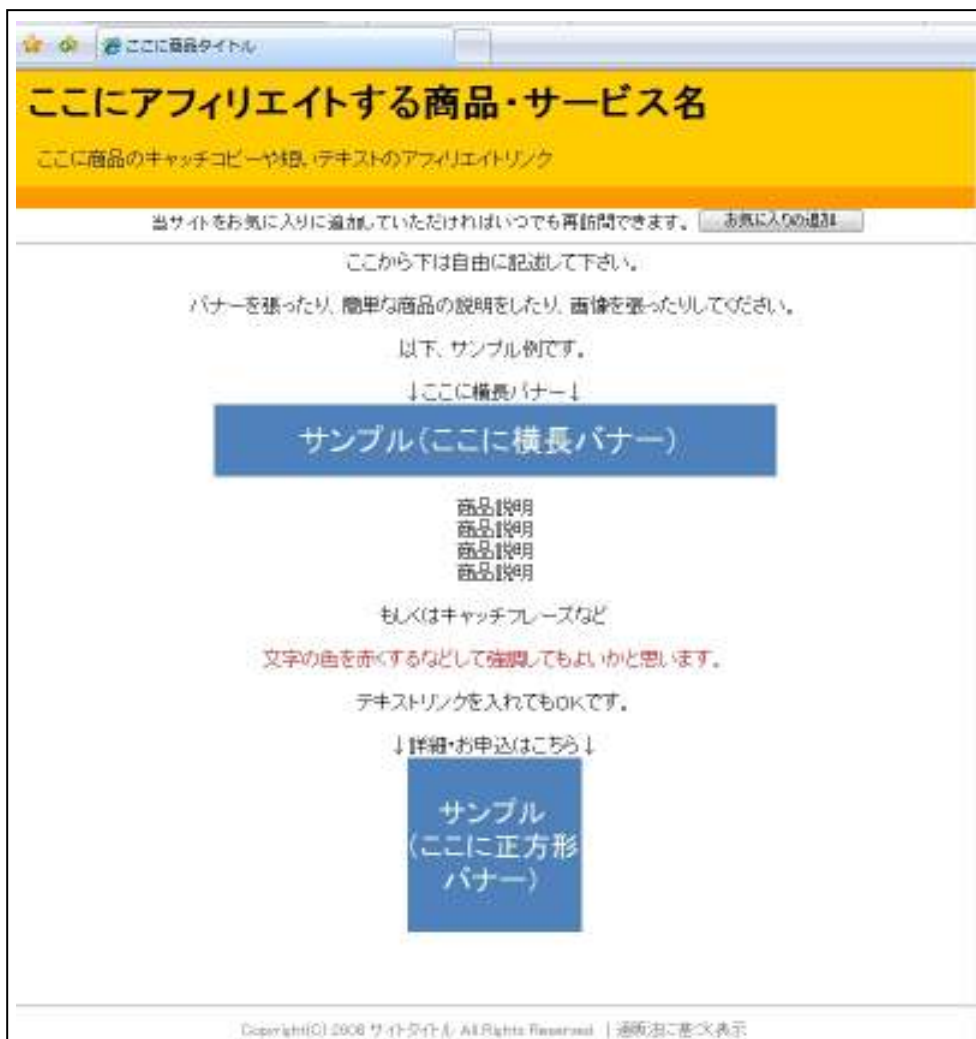 ここに商品タイトル
ここにアフィリエイトする商品・サービス名
ここに商品のキャッチコピーや短いテキストのアフィリエイトリンク
当サイトをお気に入りに追加していただければいつでも再訪問できます。 お気に入りの追加
ここから下は自由に記述して下さい。
バナーを張ったり、簡単な商品の説明をしたり、画像を張ったりしてください。
以下、サンプル例です。
↓ここに横長バナー↓
サンプル(ここに横長バナー)
商品説明
商品説明
商品説明
商品説明
もしくはキャッチフレーズなど
文字の色を赤くするなどして強調してもよいかと思います。
テキストリンクを入れてもOKです。
↓詳細・お申込はこちら↓
サンプル
(ここに正方形
バナー)
Copyright(C) 2008 サイトタイトル All Rights Reserved. | 通販法に基づく表示